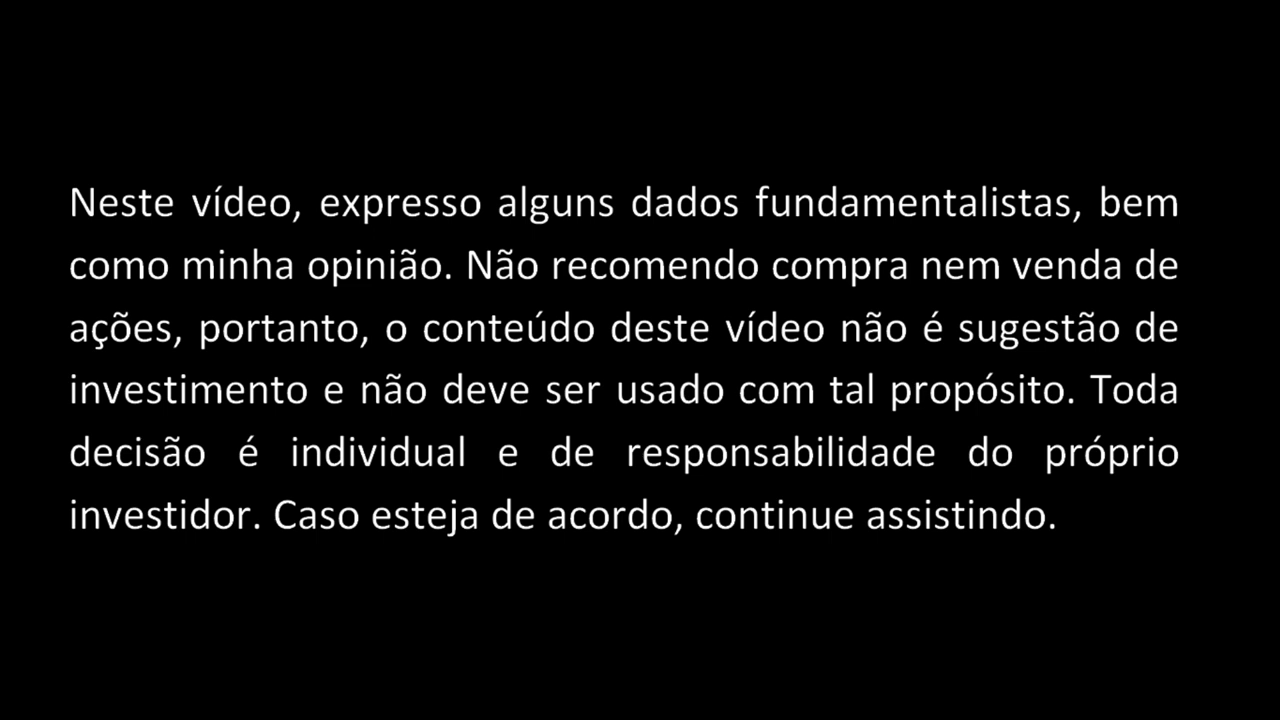 Neste vídeo, expresso alguns dados fundamentalistas, bem
como minha opinião. Não recomendo compra nem venda de
ações, portanto, o conteúdo deste vídeo não é sugestão de
investimento e não deve ser usado com tal propósito. Toda
decisão é individual e de responsabilidade do próprio
investidor. Caso esteja de acordo, continue assistindo.